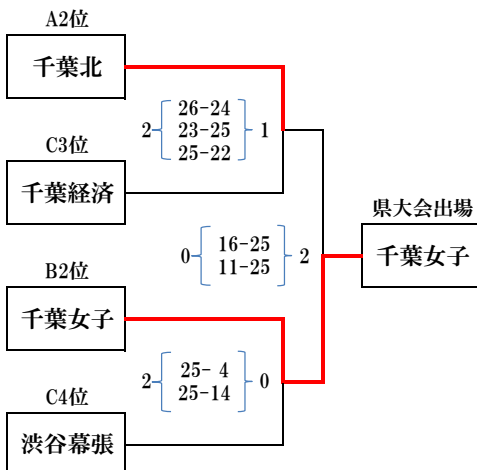 A2位
千葉北
26-24
2 23-25 1
25-22
C3位
千葉経済
県大会出場
千葉女子
0 16-25 2
11-25
B2位
千葉女子
2 25- 4 0
25-14
C4位
渋谷幕張